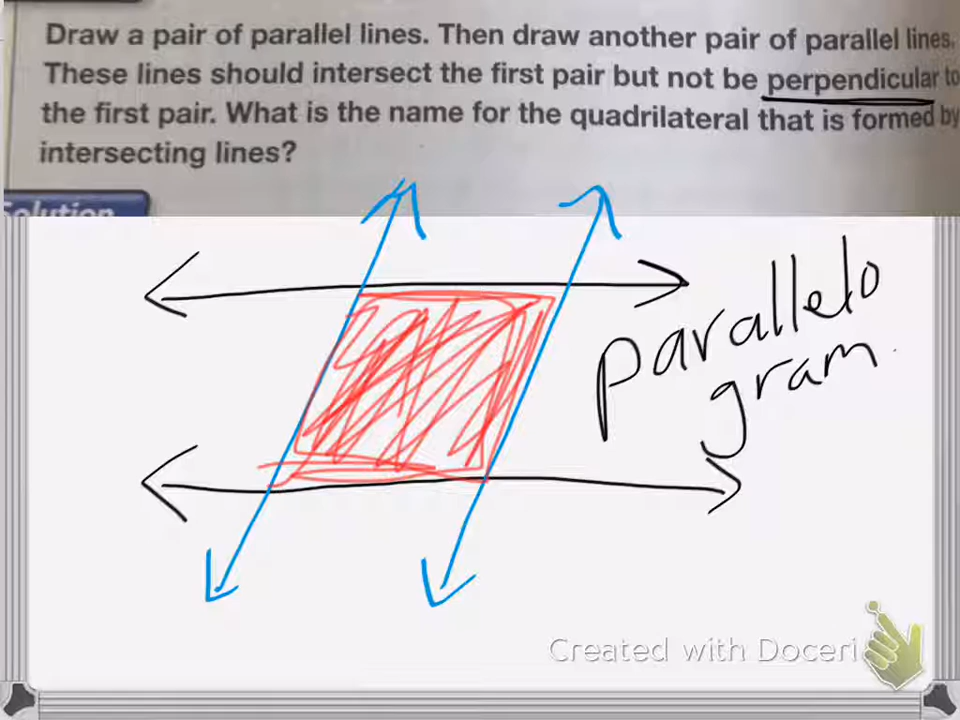 Draw a pair of parallel lines. Then draw another pair of parallel lines.
These lines should intersect the first pair but not be perpendicular to
the first pair. What is the name for the quadrilateral that is formed by
intersecting lines?
Solution
parallelo
gram
Created with Doceri